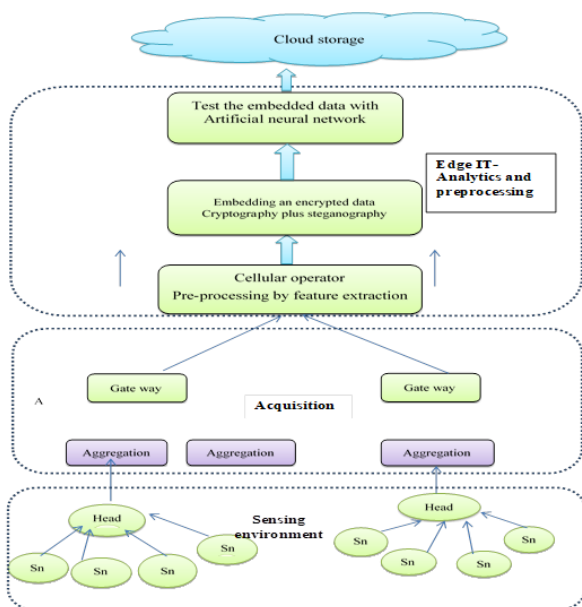 Cloud storage
Test the embedded data with
Artificial neural network
Edge IT-
Analytics and
preprocessing
Embedding an encrypted data
Cryptography plus steganography
Cellular operator
Pre-processing by feature extraction
Gate way
Gate way
A
Acquisition
Aggregation
Aggregation
Aggregation
Head
Head
Sensing
environment
Sn
Sn
Sn
Sn
Sn
Sn
Sn
Sn